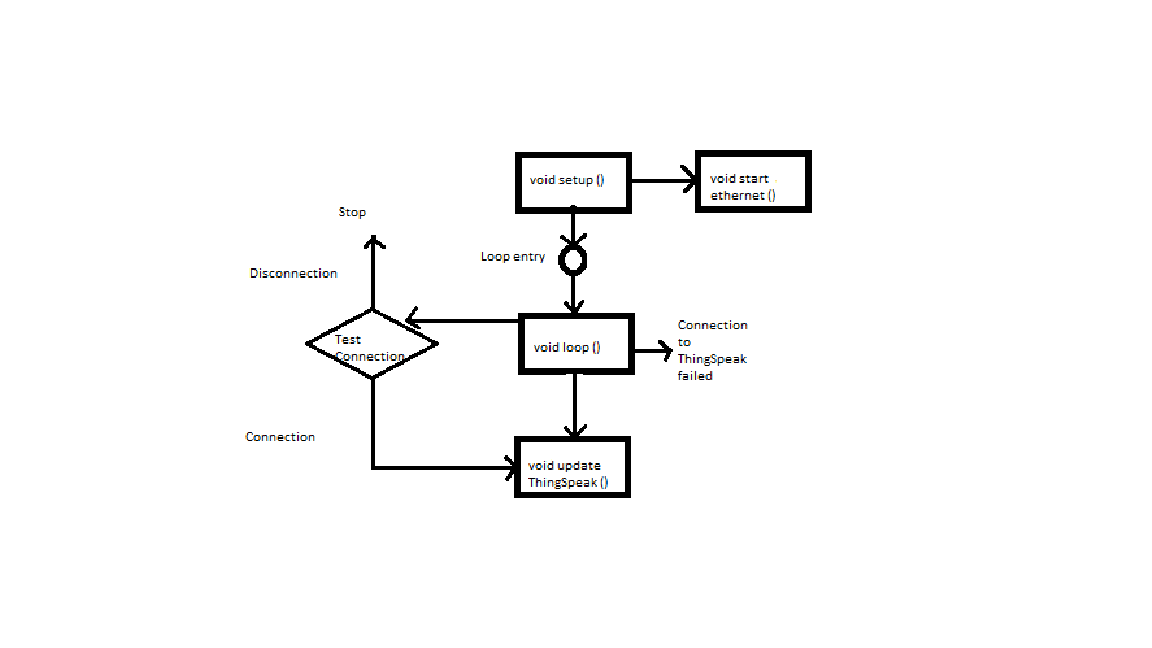 void setup ()
void start
ethernet ()
Stop
Loop entry
Disconnection
Test
Connection
void loop ()
Connection
to
ThingSpeak
failed
Connection
void update
ThingSpeak ()